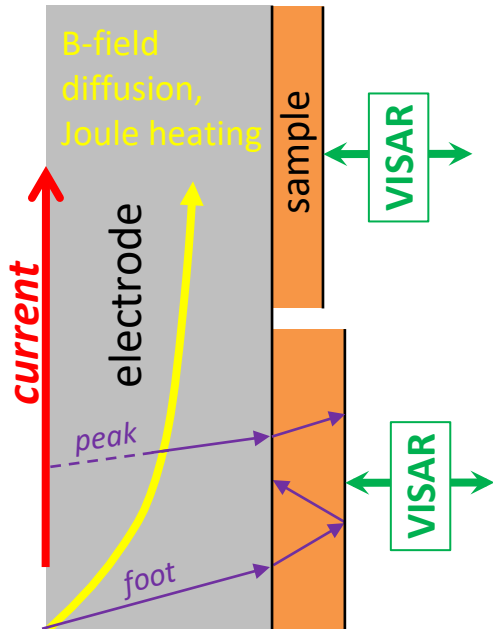 B-field
diffusion,
Joule heating
sample
VISAR
electrode
current
peak
VISAR
foot